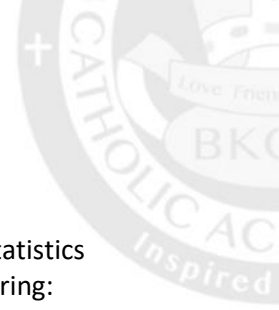 Love Frien
BKC
CATHOLIC AC
Inspired
tatistics
ring: